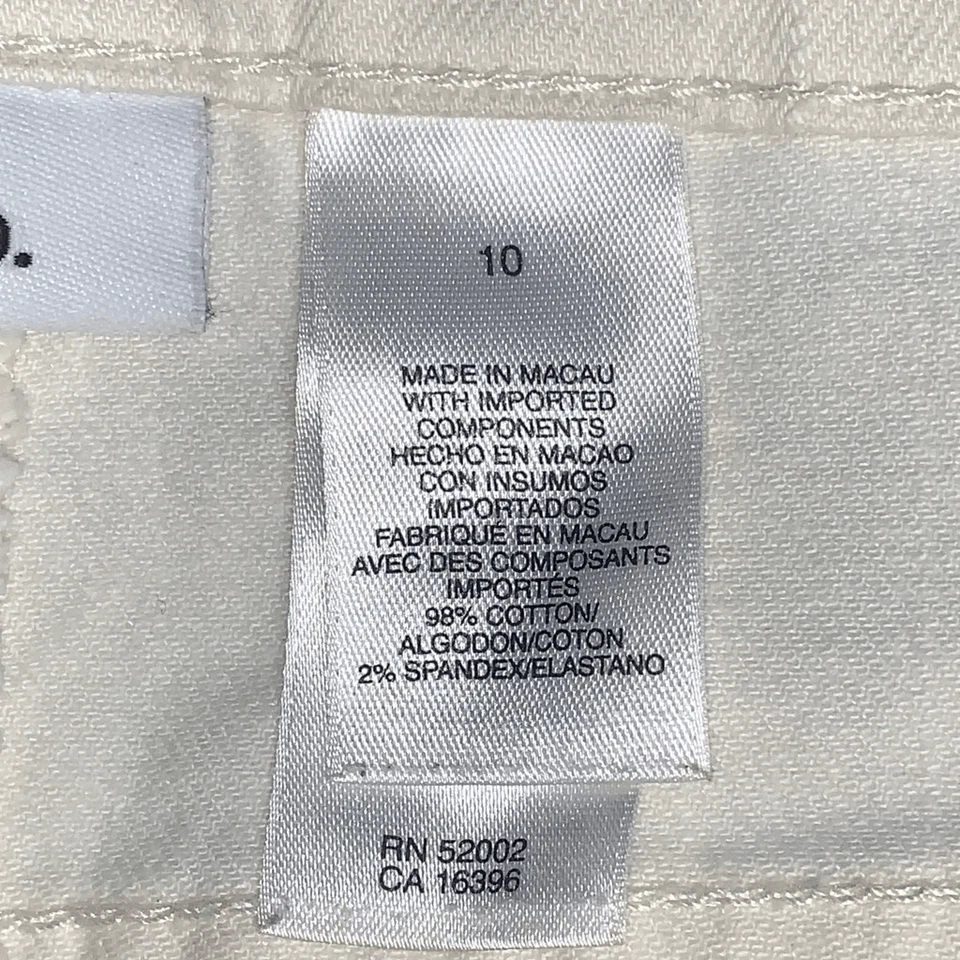 10
MADE IN MACAU
WITH IMPORTED
COMPONENTS
HECHO EN MACAO
CON INSUMOS
IMPORTADOS
FABRIQUÉ EN MACAU
AVEC DES COMPOSANTS
IMPORTÉS
98% COTTON/
ALGODON/COTON
2% SPANDEX/ELASTANO
RN 52002
CA 16396